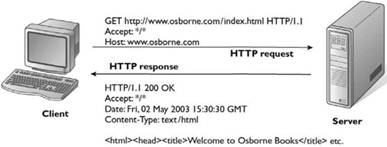 GET http://www.osborne.com/index.html HTTP/1.1
Accept: */*
Host: www.osborne.com
HTTP request
HTTP response
HTTP/1.1 200 OK
Accept: */*
Date: Fri, 02 May 2003 15:30:30 GMT
Content-Type: text/html
Client
Server
<html><head><title>Welcome to Osborne Books</title> etc.